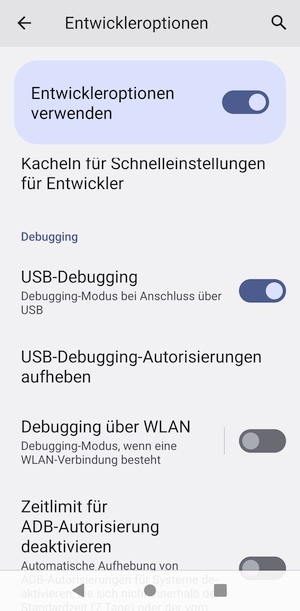 Entwickleroptionen
Entwickleroptionen
verwenden
Kacheln für Schnelleinstellungen
für Entwickler
Debugging
USB-Debugging
Debugging-Modus bei Anschluss über
USB
USB-Debugging-Autorisierungen
aufheben
Debugging über WLAN
Debugging-Modus, wenn eine
WLAN-Verbindung besteht
Zeitlimit für
ADB-Autorisierung
deaktivieren
Automatische Aufhebung von
ADB-Autorisierungen für Systeme de-
aktivieren, die sich nicht innerhalb der
Standardzeit (7 Tage) oder der vom